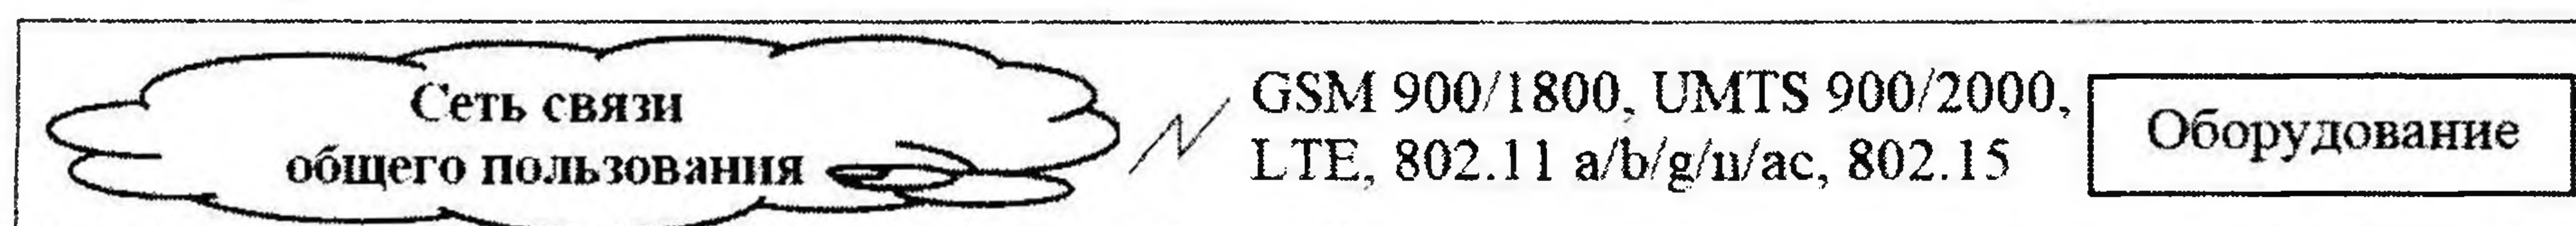 Сеть связи
общего пользования
GSM 900/1800, UMTS 900/2000,
LTE, 802.11 a/b/g/n/ac, 802.15
Оборудование